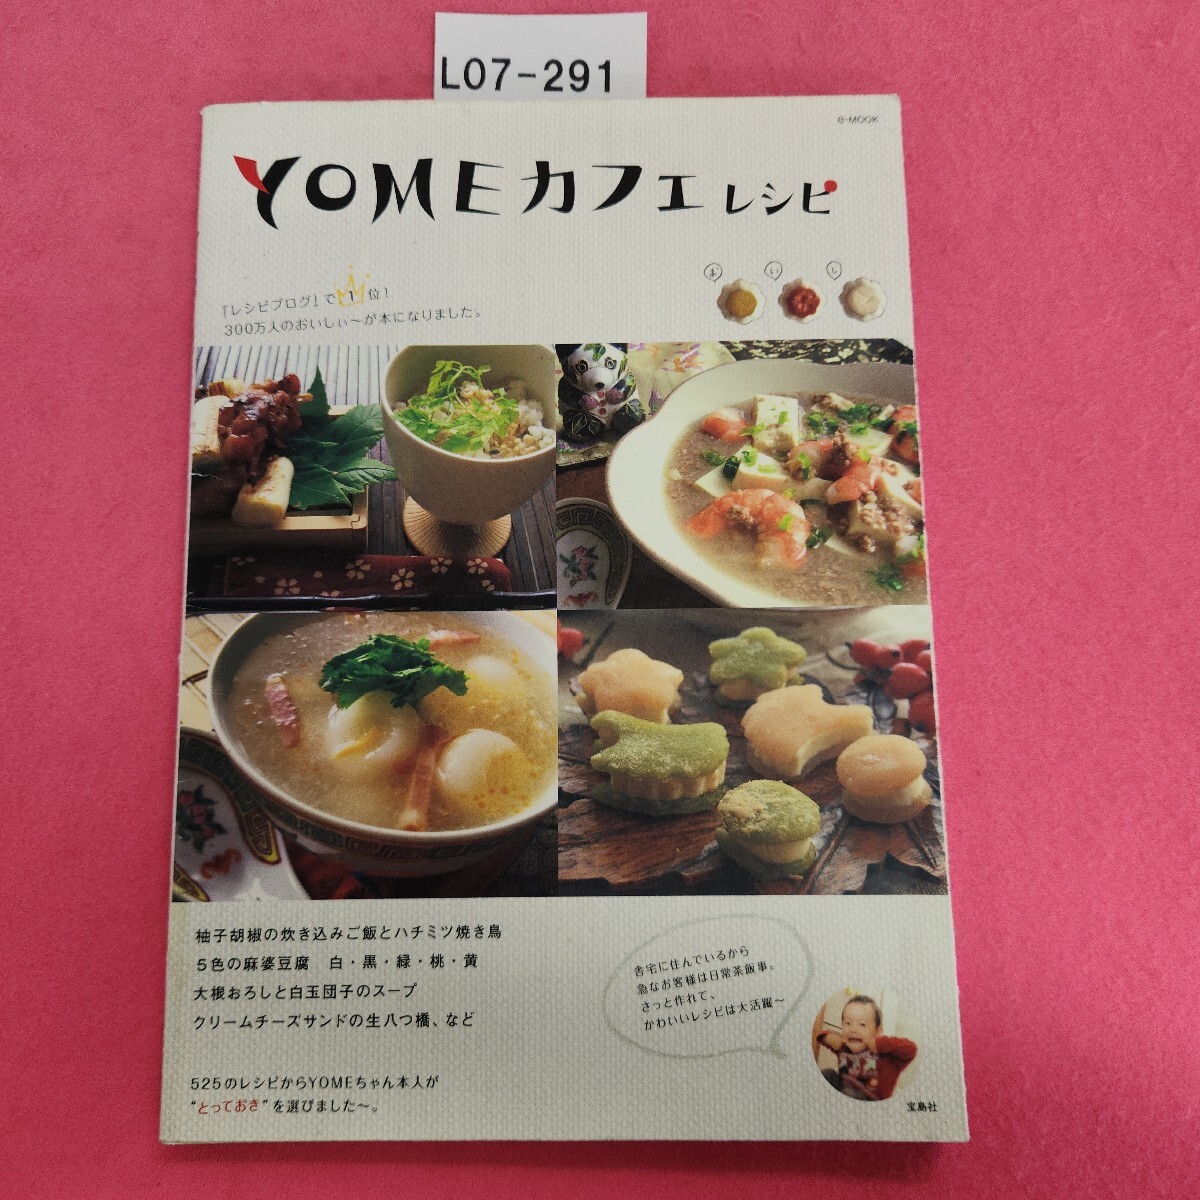 L07-291
e-MOOK
YOMEカフェレシピ
お い し
『レシピブログ』で1位!
300万人のおいしぃ～が本になりました。
柚子胡椒の炊き込みご飯とハチミツ焼き鳥
5色の麻婆豆腐 白・黒・緑・桃・黄
大根おろしと白玉団子のスープ
クリームチーズサンドの生八つ橋、など
舎宅に住んでいるから
急なお客様は日常茶飯事。
さっと作れて、
かわいいレシピは大活躍～
525のレシピからYOMEちゃん本人が
"とっておき"を選びました～。
宝島社